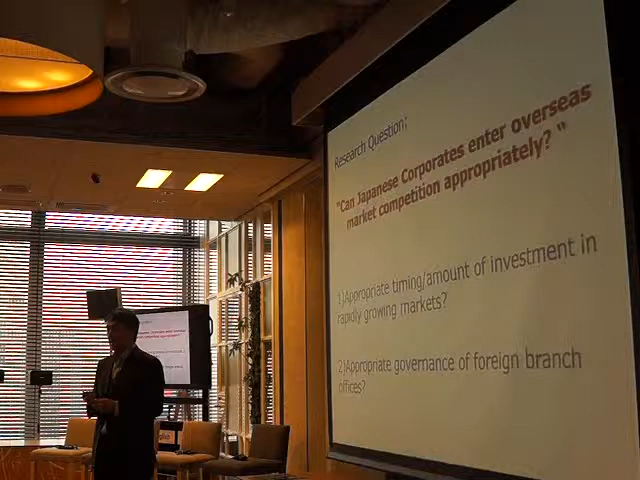 Research Question;
"Can Japanese Corporates enter overseas
market competition appropriately? "
1)Appropriate timing/amount of investment in
rapidly growing markets?
2)Appropriate governance of foreign branch
offices?